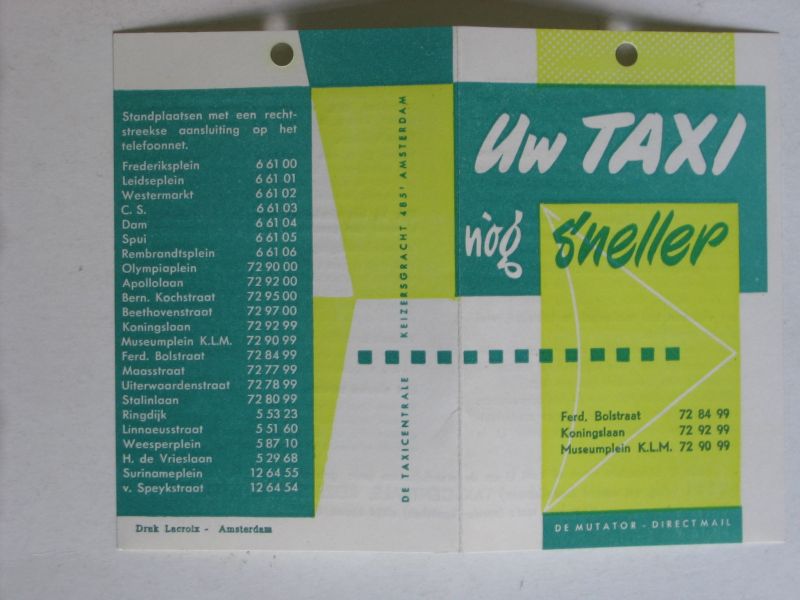 Standplaatsen met een recht-
streekse aansluiting op het
telefoonnet.
Frederiksplein 6 61 00
Leidseplein 6 61 01
Westermarkt 6 61 02
C. S. 6 61 03
Dam 6 61 04
Spui 6 61 05
Rembrandtsplein 6 61 06
Olympiaplein 72 90 00
Apollolaan 72 92 00
Bern. Kochstraat 72 95 00
Beethovenstraat 72 97 00
Koningslaan 72 92 99
Museumplein K.L.M. 72 90 99
Ferd. Bolstraat 72 84 99
Maasstraat 72 77 99
Uiterwaardenstraat 72 78 99
Stalinlaan 72 80 99
Ringdijk 5 53 23
Linnaeusstraat 5 51 60
Weesperplein 5 87 10
H. de Vrieslaan 5 29 68
Surinameplein 12 64 55
v. Speykstraat 12 64 54
Druk Lacroix - Amsterdam
DE TAXICENTRALE KEIZERSGRACHT 485' AMSTERDAM
Uw TAXI
nòg sneller
Ferd. Bolstraat 72 84 99
Koningslaan 72 92 99
Museumplein K.L.M. 72 90 99
DE MUTATOR - DIRECTMAIL